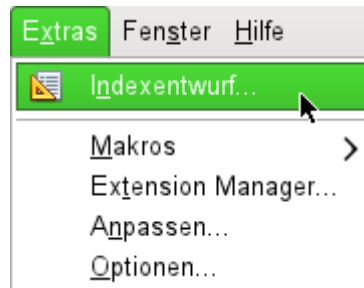 Extras Fenster Hilfe
Indexentwurf...
Makros
Extension Manager...
Anpassen...
Optionen...